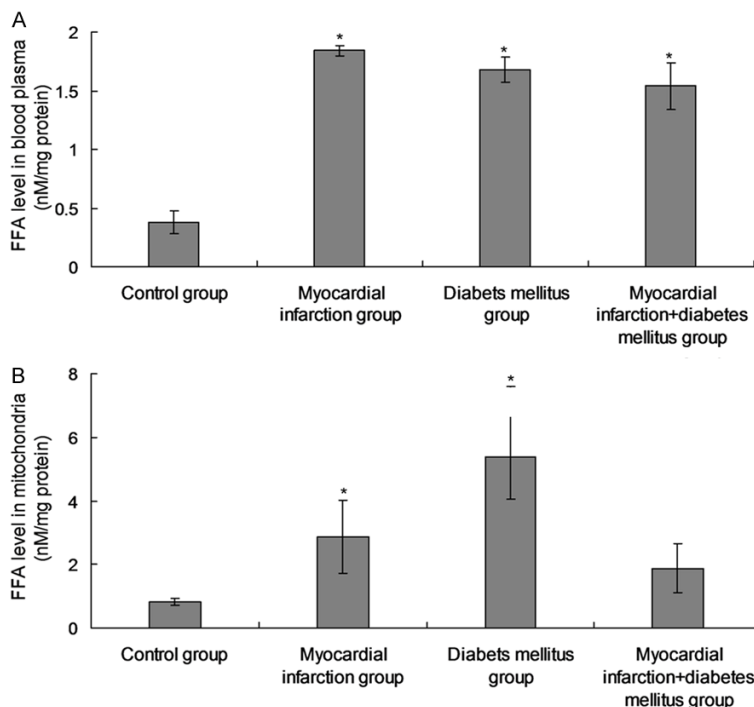 A
FFA level in blood plasma
(nM/mg protein)
2
1.5
1
0.5
0
*
*
*
Control group
Myocardial
infarction group
Diabets mellitus
group
Myocardial
infarction+diabetes
mellitus group
B
FFA level in mitochondria
(nM/mg protein)
8
6
4
2
0
*
*
Control group
Myocardial
infarction group
Diabets mellitus
group
Myocardial
infarction+diabetes
mellitus group